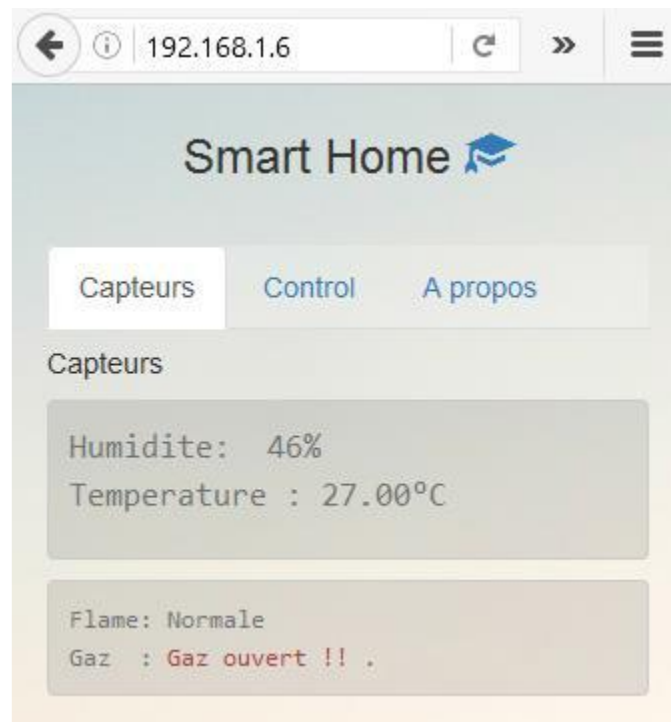 192.168.1.6
Smart Home
Capteurs Control A propos
Capteurs
Humidite: 46%
Temperature : 27.00°C
Flame: Normale
Gaz : Gaz ouvert !! .